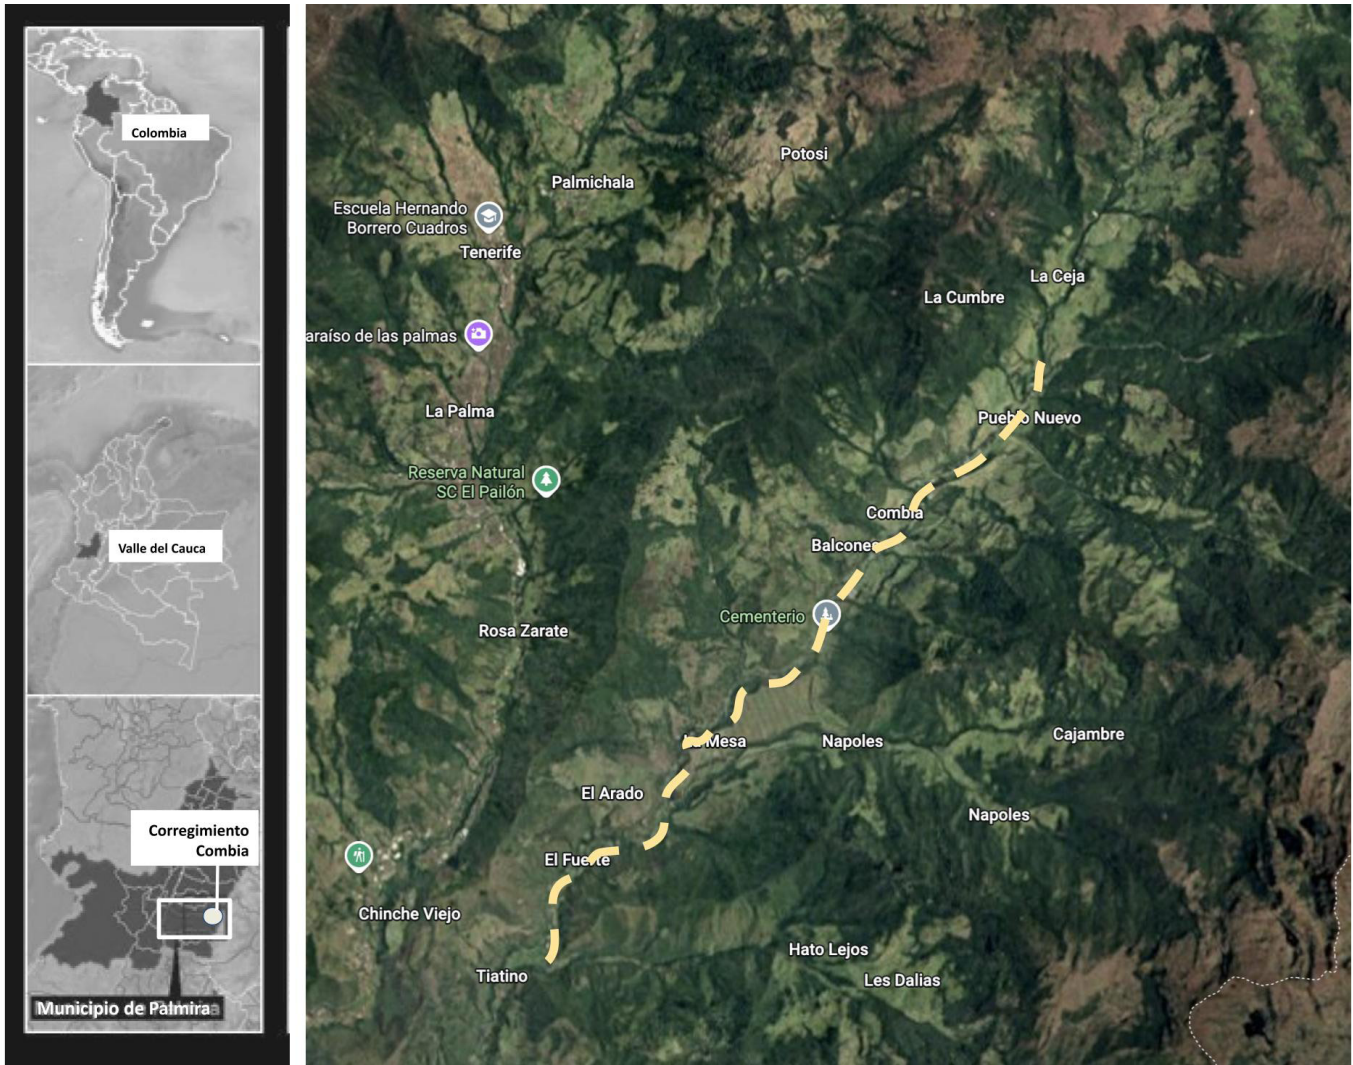 Colombia
Valle del Cauca
Corregimiento
Combia
Municipio de Palmira
Potosi
Palmichala
Escuela Hernando
Borrero Cuadros
Tenerife
La Ceja
La Cumbre
araíso de las palmas
La Palma
Pueblo Nuevo
Reserva Natural
SC El Pailón
Combia
Balcones
Cementerio
Rosa Zarate
La Mesa
Napoles
Cajambre
El Arado
Napoles
El Fuerte
Chinche Viejo
Hato Lejos
Tiatino
Les Dalias